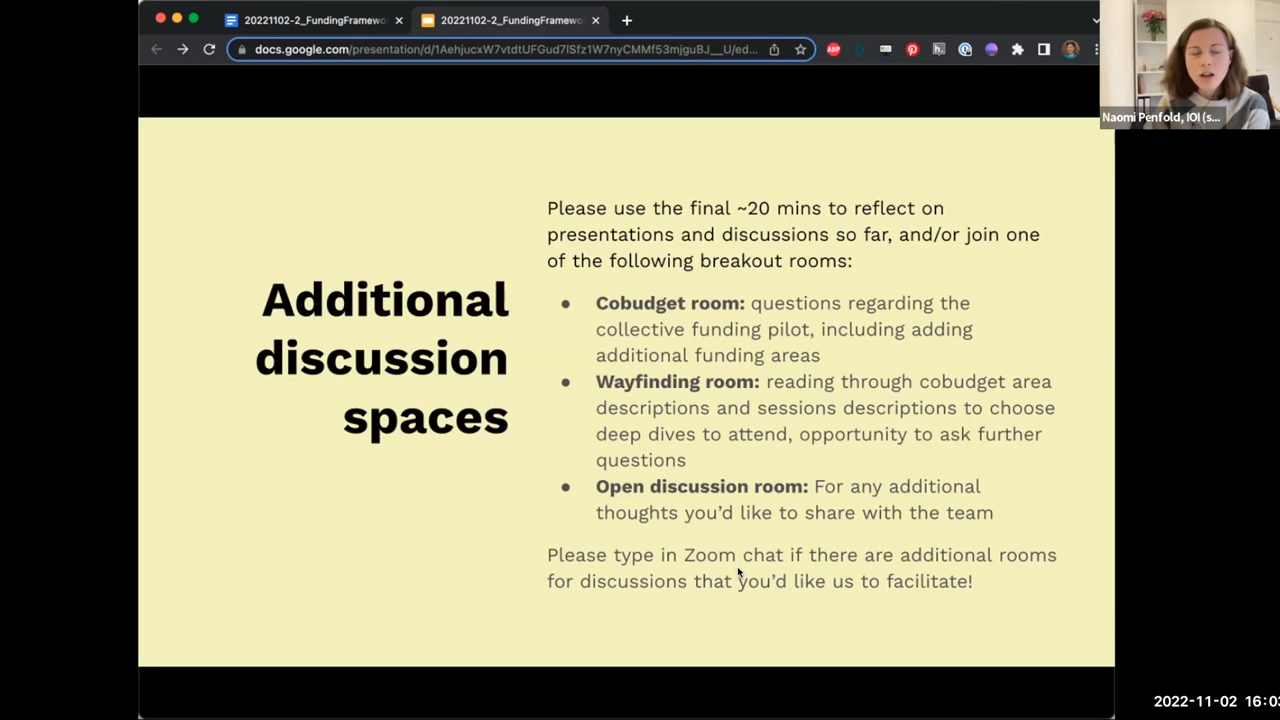 20221102-2_FundingFramewo
20221102-2_FundingFramewo
docs.google.com/presentation/d/1AehjucxW7vtdtUFGud7lSfz1W7nyCMMf53mjguBJ__U/ed...
ABP
h.
Naomi Penfold, IOI (s...
Additional
discussion
spaces
Please use the final ~20 mins to reflect on
presentations and discussions so far, and/or join one
of the following breakout rooms:
● Cobudget room: questions regarding the
collective funding pilot, including adding
additional funding areas
● Wayfinding room: reading through cobudget area
descriptions and sessions descriptions to choose
deep dives to attend, opportunity to ask further
questions
● Open discussion room: For any additional
thoughts you’d like to share with the team
Please type in Zoom chat if there are additional rooms
for discussions that you’d like us to facilitate!
2022-11-02 16:03